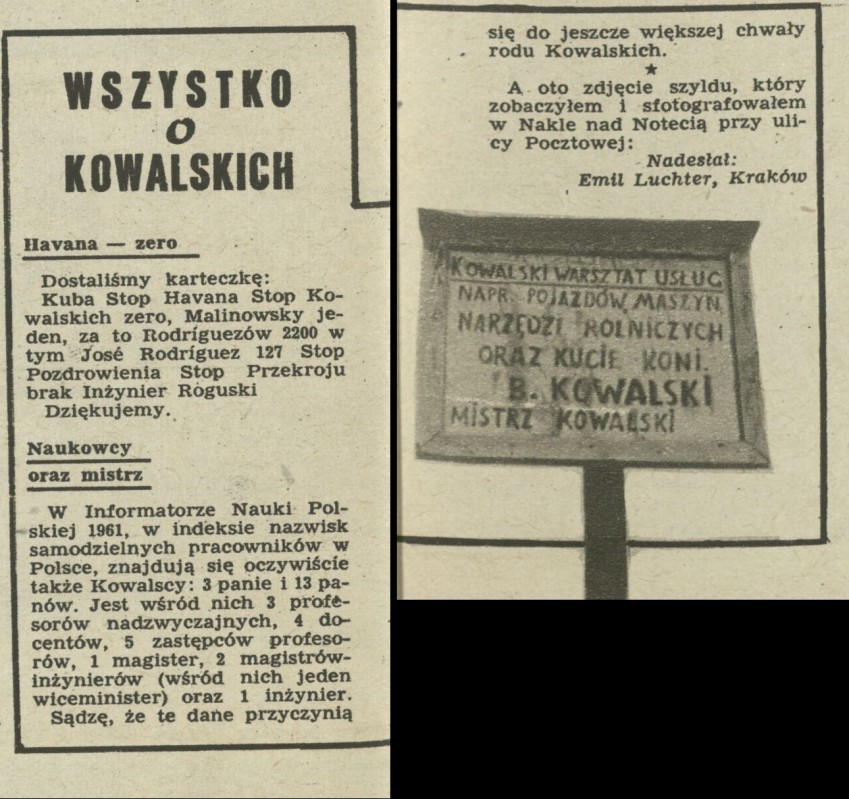 WSZYSTKO
O
KOWALSKICH
Havana — zero
Dostaliśmy karteczkę:
Kuba Stop Havana Stop Ko-
walskich zero, Malinowsky je-
den, za to Rodríguezów 2200 w
tym José Rodríguez 127 Stop
Pozdrowienia Stop Przekroju
brak Inżynier Roguski
Dziękujemy.
Naukowcy
oraz mistrz
W Informatorze Nauki Pol-
skiej 1961, w indeksie nazwisk
samodzielnych pracowników w
Polsce, znajdują się oczywiście
także Kowalscy: 3 panie i 13 pa-
nów. Jest wśród nich 3 profe-
sorów nadzwyczajnych, 4 do-
centów, 5 zastępców profeso-
rów, 1 magister, 2 magistrów-
inżynierów (wśród nich jeden
wiceminister) oraz 1 inżynier.
Sądzę, że te dane przyczynią
się do jeszcze większej chwały
rodu Kowalskich.
★
A oto zdjęcie szyldu, który
zobaczyłem i sfotografowałem
w Nakle nad Notecią przy uli-
cy Pocztowej:
Nadesłał:
Emil Luchter, Kraków
KOWALSKI WARSZTAT USŁUG
NAPR. POJAZDÓW, MASZYN
NARZĘDZI ROLNICZYCH
ORAZ KUCIE KONI.
B. KOWALSKI
MISTRZ KOWALSKI